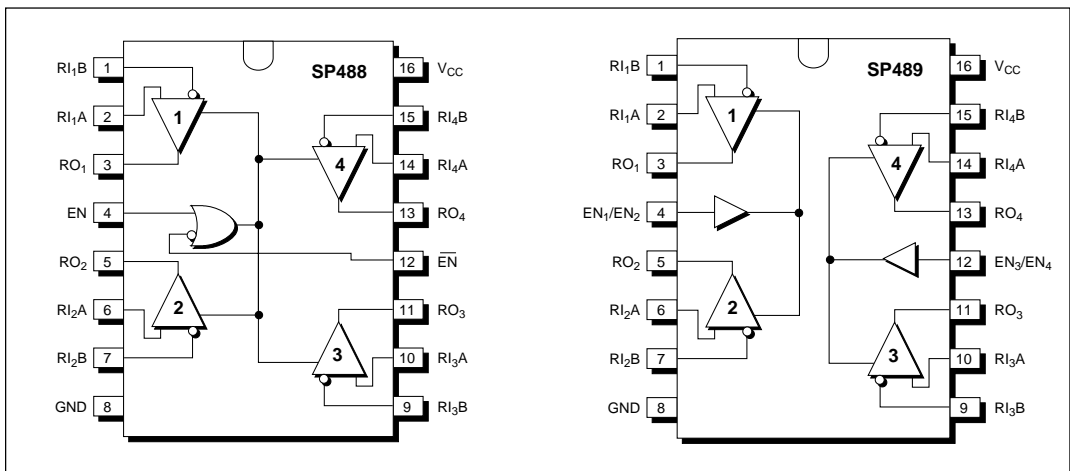 SP488
RI₁B 1
RI₁A 2
RO₁ 3
EN 4
RO₂ 5
RI₂A 6
RI₂B 7
GND 8
16 V_CC
15 RI₄B
14 RI₄A
13 RO₄
12 E̅N̅
11 RO₃
10 RI₃A
9 RI₃B
1
4
2
3
SP489
RI₁B 1
RI₁A 2
RO₁ 3
EN₁/EN₂ 4
RO₂ 5
RI₂A 6
RI₂B 7
GND 8
16 V_CC
15 RI₄B
14 RI₄A
13 RO₄
12 EN₃/EN₄
11 RO₃
10 RI₃A
9 RI₃B
1
4
2
3